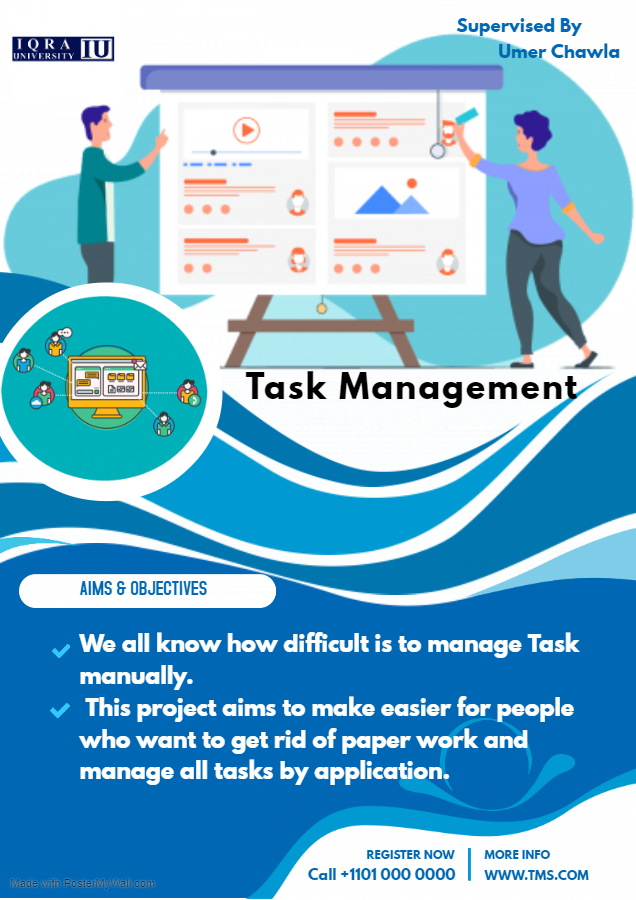 Supervised By
Umer Chawla
IQRA
UNIVERSITY IU
Task Management
AIMS & OBJECTIVES
We all know how difficult is to manage Task
manually.
This project aims to make easier for people
who want to get rid of paper work and
manage all tasks by application.
REGISTER NOW
Call +1101 000 0000
MORE INFO
WWW.TMS.COM
Made with PosterMyWall.com